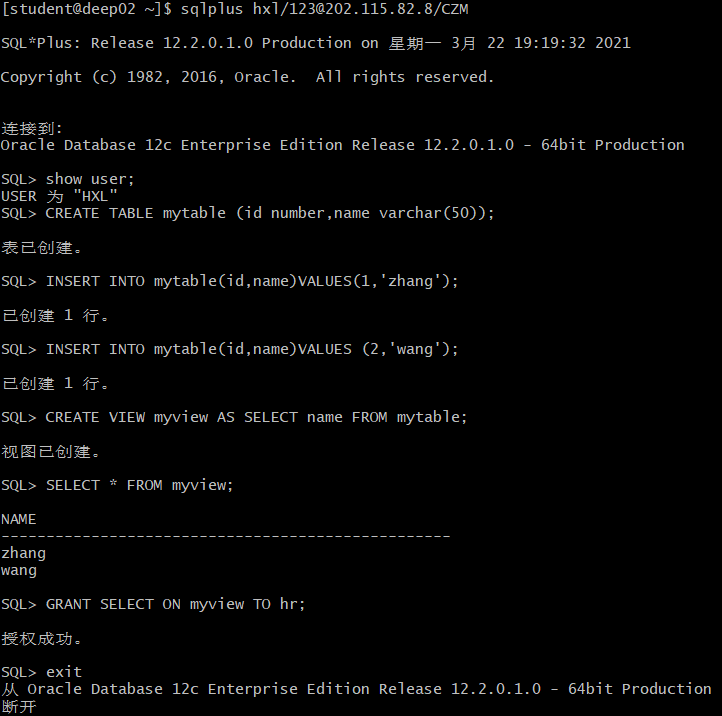 [student@deep02 ~]$ sqlplus hxl/123@202.115.82.8/CZM
SQL*Plus: Release 12.2.0.1.0 Production on 星期一 3月 22 19:19:32 2021
Copyright (c) 1982, 2016, Oracle.  All rights reserved.
连接到:
Oracle Database 12c Enterprise Edition Release 12.2.0.1.0 - 64bit Production
SQL> show user;
USER 为 "HXL"
SQL> CREATE TABLE mytable (id number,name varchar(50));
表已创建。
SQL> INSERT INTO mytable(id,name)VALUES(1,'zhang');
已创建 1 行。
SQL> INSERT INTO mytable(id,name)VALUES (2,'wang');
已创建 1 行。
SQL> CREATE VIEW myview AS SELECT name FROM mytable;
视图已创建。
SQL> SELECT * FROM myview;
NAME
--------------------------------------------------
zhang
wang
SQL> GRANT SELECT ON myview TO hr;
授权成功。
SQL> exit
从 Oracle Database 12c Enterprise Edition Release 12.2.0.1.0 - 64bit Production
断开